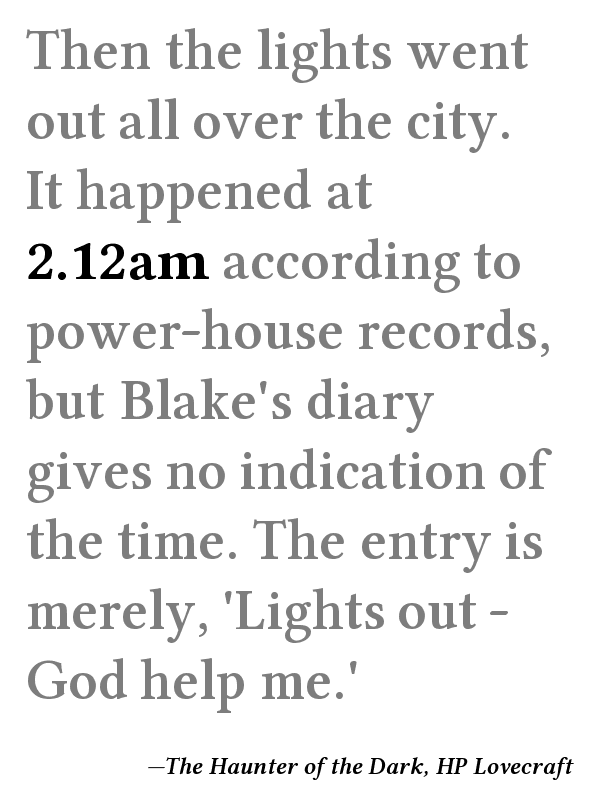 Then the lights went
out all over the city.
It happened at
2.12am according to
power-house records,
but Blake's diary
gives no indication of
the time. The entry is
merely, 'Lights out -
God help me.'
—The Haunter of the Dark, HP Lovecraft